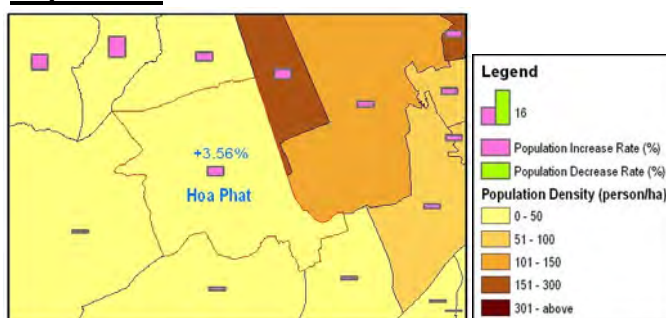 +3.56%
Hoa Phat
Legend
16
Population Increase Rate (%)
Population Decrease Rate (%)
Population Density (person/ha)
0 - 50
51 - 100
101 - 150
151 - 300
301 - above